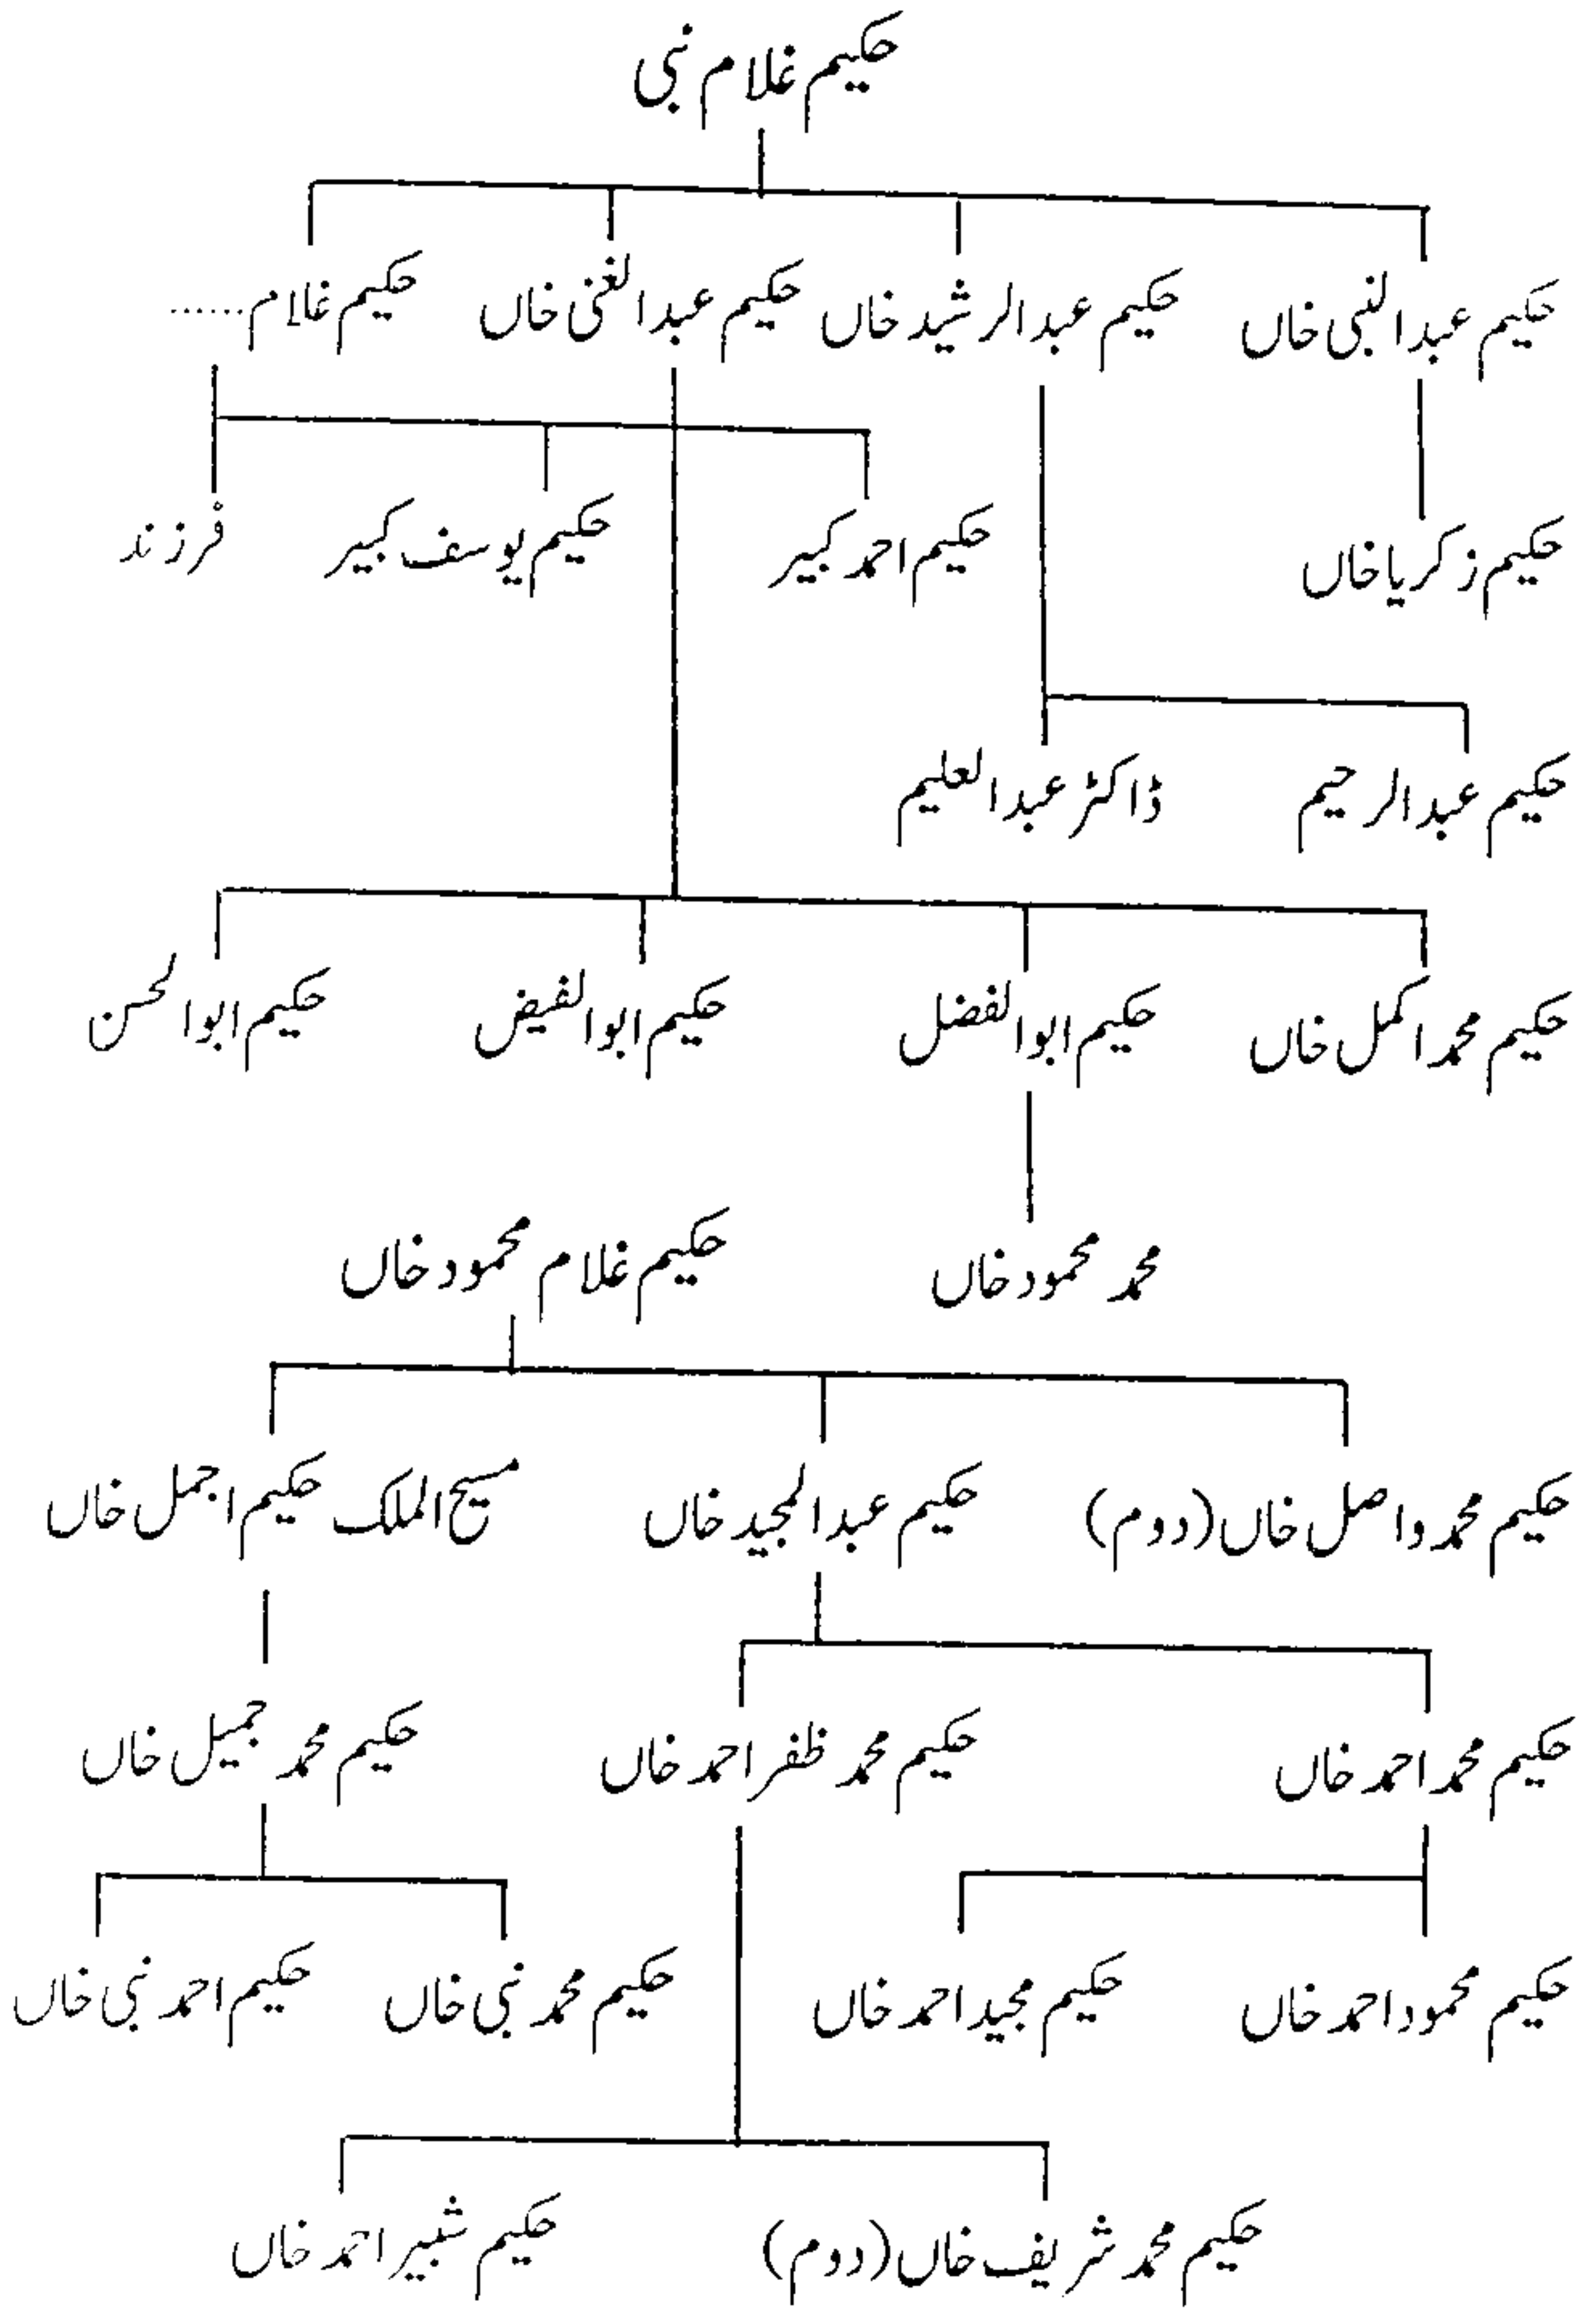 حکیم غلام نبی
حکیم عبدالنبی خاں حکیم عبدالرشید خاں حکیم عبدالغنی خاں حکیم غلام......
حکیم زکریا خاں حکیم احمد کبیر حکیم یوسف کبیر فرزند
حکیم عبدالرحیم ڈاکٹر عبدالعلیم
حکیم محمد اکمل خاں حکیم ابوالفضل حکیم ابوالفیض حکیم ابوالحسن
محمد محمود خاں حکیم غلام محمود خاں
حکیم محمد واصل خاں (دوم) حکیم عبدالمجید خاں مسیح الملک حکیم اجمل خاں
حکیم محمد احمد خاں حکیم محمد ظفر احمد خاں حکیم محمد جمیل خاں
حکیم محمود احمد خاں حکیم مجید احمد خاں حکیم محمد نبی خاں حکیم احمد نبی خاں
حکیم محمد شریف خاں (دوم) حکیم شبیر احمد خاں